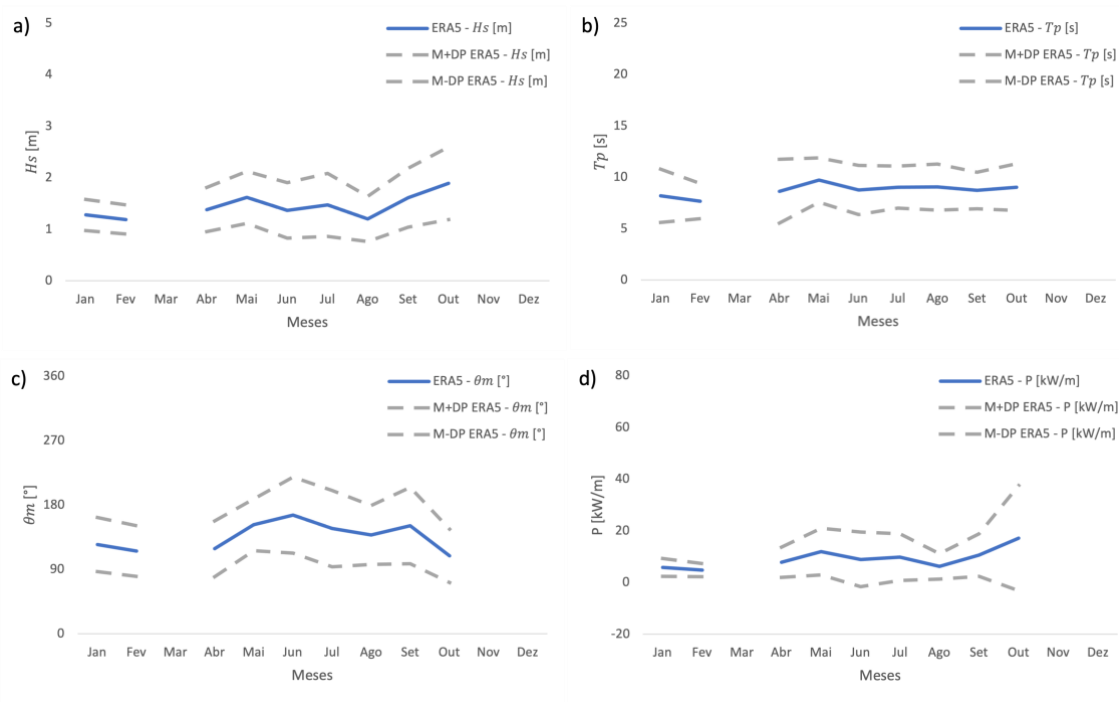 a)
ERA5 - Hs [m]
M+DP ERA5 - Hs [m]
M-DP ERA5 - Hs [m]
5
4
3
2
1
0
Hs [m]
Jan Fev Mar Abr Mai Jun Jul Ago Set Out Nov Dez
Meses
b)
ERA5 - Tp [s]
M+DP ERA5 - Tp [s]
M-DP ERA5 - Tp [s]
25
20
15
10
5
0
Tp [s]
Jan Fev Mar Abr Mai Jun Jul Ago Set Out Nov Dez
Meses
c)
ERA5 - θm [°]
M+DP ERA5 - θm [°]
M-DP ERA5 - θm [°]
360
270
180
90
0
θm [°]
Jan Fev Mar Abr Mai Jun Jul Ago Set Out Nov Dez
Meses
d)
ERA5 - P [kW/m]
M+DP ERA5 - P [kW/m]
M-DP ERA5 - P [kW/m]
80
60
40
20
0
-20
P [kW/m]
Jan Fev Mar Abr Mai Jun Jul Ago Set Out Nov Dez
Meses